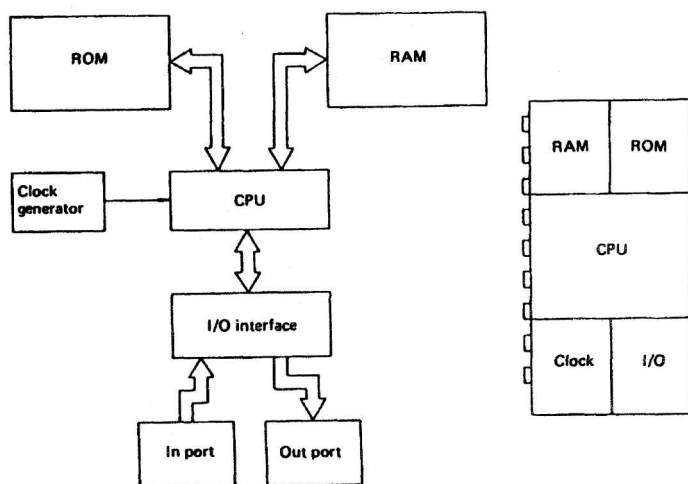 ROM
RAM
Clock
generator
CPU
I/O interface
In port
Out port
RAM
ROM
CPU
Clock
I/O